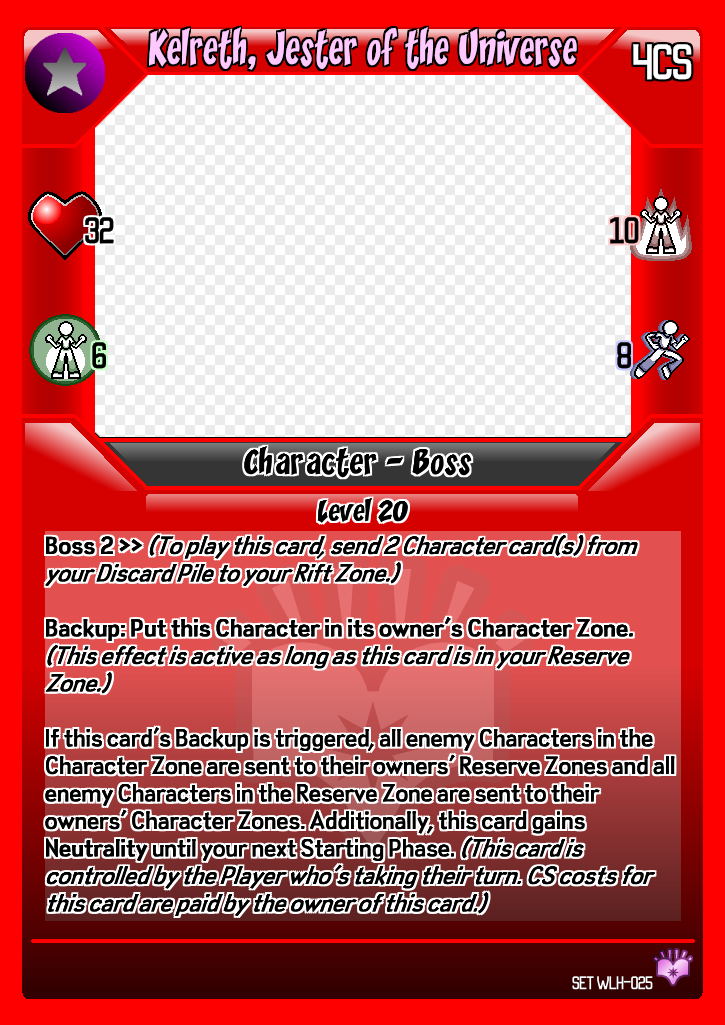 Kelreth, Jester of the Universe
4CS
32
10
6
8
Character - Boss
Level 20
Boss 2 >> (To play this card, send 2 Character card(s) from
your Discard Pile to your Rift Zone.)
Backup: Put this Character in its owner's Character Zone.
(This effect is active as long as this card is in your Reserve
Zone.)
If this card's Backup is triggered, all enemy Characters in the
Character Zone are sent to their owners' Reserve Zones and all
enemy Characters in the Reserve Zone are sent to their
owners' Character Zones. Additionally, this card gains
Neutrality until your next Starting Phase. (This card is
controlled by the Player who's taking their turn. CS costs for
this card are paid by the owner of this card.)
SET WLH-025